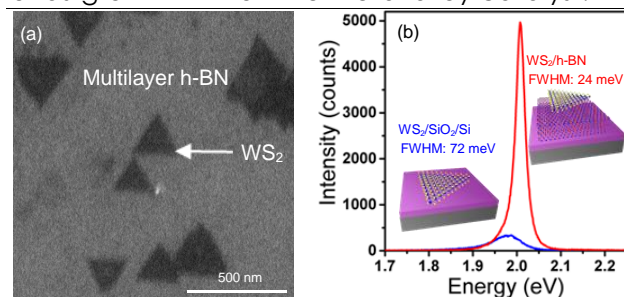 (a)
Multilayer h-BN
WS₂
500 nm
(b)
Intensity (counts)
5000
4000
3000
2000
1000
0
WS₂/h-BN
FWHM: 24 meV
WS₂/SiO₂/Si
FWHM: 72 meV
1.7 1.8 1.9 2.0 2.1 2.2
Energy (eV)